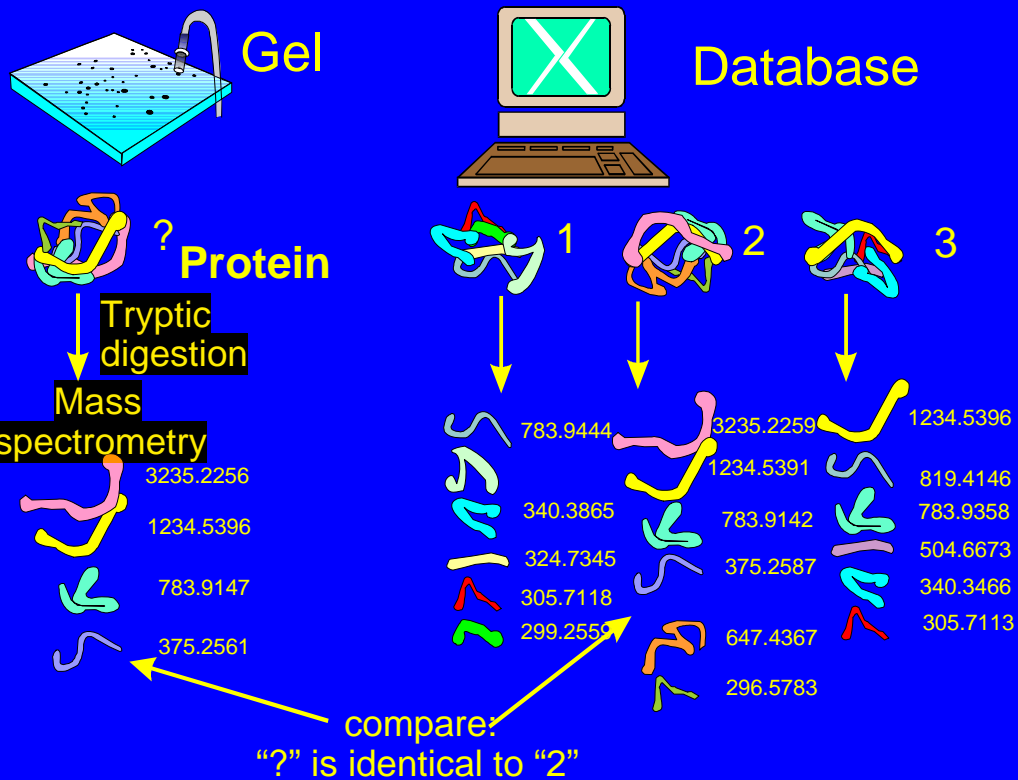 Gel
Database
?
Protein
1
2
3
Tryptic
digestion
Mass
spectrometry
3235.2256
1234.5396
783.9147
375.2561
783.9444
340.3865
324.7345
305.7118
299.2559
3235.2259
1234.5391
783.9142
375.2587
647.4367
296.5783
1234.5396
819.4146
783.9358
504.6673
340.3466
305.7113
compare:
“?” is identical to “2”